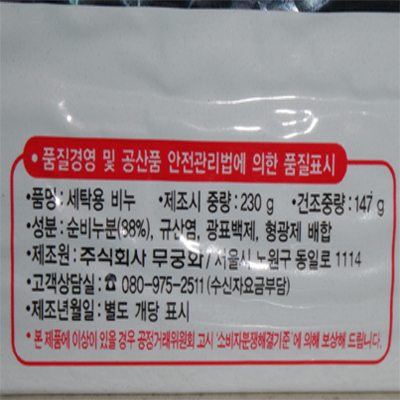 • 품질경영 및 공산품 안전관리법에 의한 품질표시
•품명:세탁용 비누 •제조시 중량:230 g •건조중량:147 g
•성분:순비누분(98%), 규산염, 광표백제, 형광제 배합
•제조원:주식회사 무궁화/서울시 노원구 동일로 1114
•고객상담실:☎ 080-975-2511(수신자요금부담)
•제조년월일:별도 개당 표시
•본 제품에 이상이 있을 경우 공정거래위원회 고시 '소비자분쟁해결기준'에 의해 보상해 드립니다.